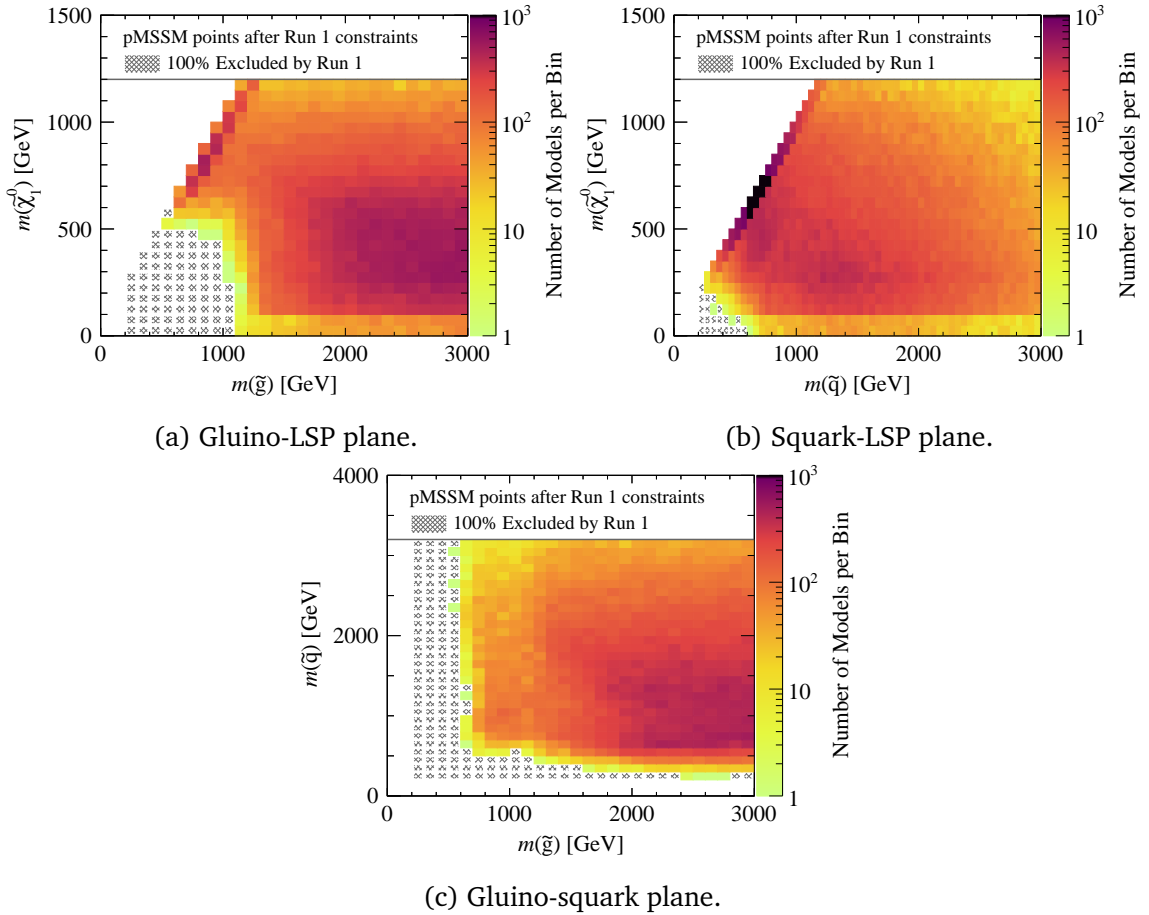 pMSSM points after Run 1 constraints
100% Excluded by Run 1
1500
1000
500
0
m(χ̃₁⁰) [GeV]
0 1000 2000 3000
m(g̃) [GeV]
10³
10²
10
1
Number of Models per Bin
(a) Gluino-LSP plane.
pMSSM points after Run 1 constraints
100% Excluded by Run 1
1500
1000
500
0
m(χ̃₁⁰) [GeV]
0 1000 2000 3000
m(q̃) [GeV]
10³
10²
10
1
Number of Models per Bin
(b) Squark-LSP plane.
pMSSM points after Run 1 constraints
100% Excluded by Run 1
4000
2000
0
m(q̃) [GeV]
0 1000 2000 3000
m(g̃) [GeV]
10³
10²
10
1
Number of Models per Bin
(c) Gluino-squark plane.